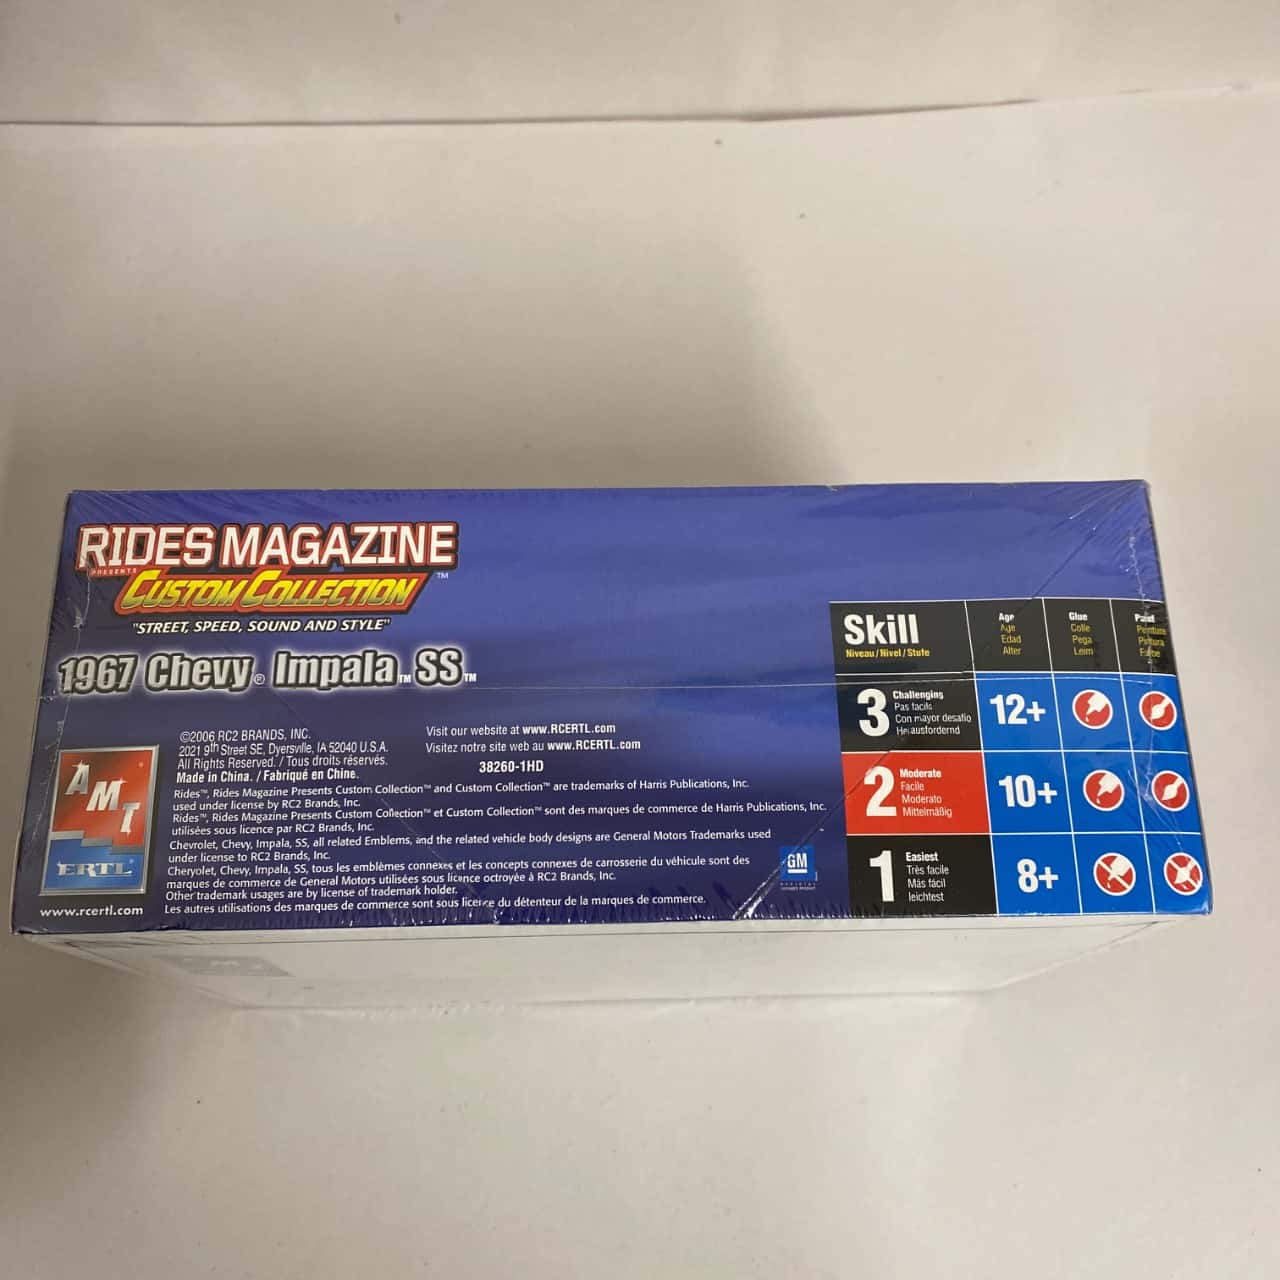 RIDES MAGAZINE
PRESENTS
CUSTOM COLLECTION™
"STREET, SPEED, SOUND AND STYLE"
1967 Chevy® Impala™ SS™
©2006 RC2 BRANDS, INC.
2021 9th Street SE, Dyersville, IA 52040 U.S.A.
All Rights Reserved. / Tous droits réservés.
Made in China. / Fabriqué en Chine.
Visit our website at www.RCERTL.com
Visitez notre site web au www.RCERTL.com
38260-1HD
Rides™, Rides Magazine Presents Custom Collection™ and Custom Collection™ are trademarks of Harris Publications, Inc.
used under license by RC2 Brands, Inc.
Rides™, Rides Magazine Presents Custom Collection™ et Custom Collection™ sont des marques de commerce de Harris Publications, Inc.
utilisées sous licence par RC2 Brands, Inc.
Chevrolet, Chevy, Impala, SS, all related Emblems, and the related vehicle body designs are General Motors Trademarks used
under license to RC2 Brands, Inc.
Chevrolet, Chevy, Impala, SS, tous les emblèmes connexes et les concepts connexes de carrosserie du véhicule sont des
marques de commerce de General Motors utilisées sous licence octroyée à RC2 Brands, Inc.
Other trademark usages are by license of trademark holder.
Les autres utilisations des marques de commerce sont sous licence du détenteur de la marques de commerce.
AMT
ERTL®
www.rcertl.com
GM
OFFICIAL
LICENSED PRODUCT
Skill
Niveau / Nivel / Stufe
Age
Age
Edad
Alter
Glue
Colle
Pega
Leim
Paint
Peinture
Pintura
Farbe
3 Challenging
Pas facile
Con mayor desafio
Herausfordernd
12+
2 Moderate
Facile
Moderato
Mittelmäßig
10+
1 Easiest
Très facile
Más fácil
leichtest
8+